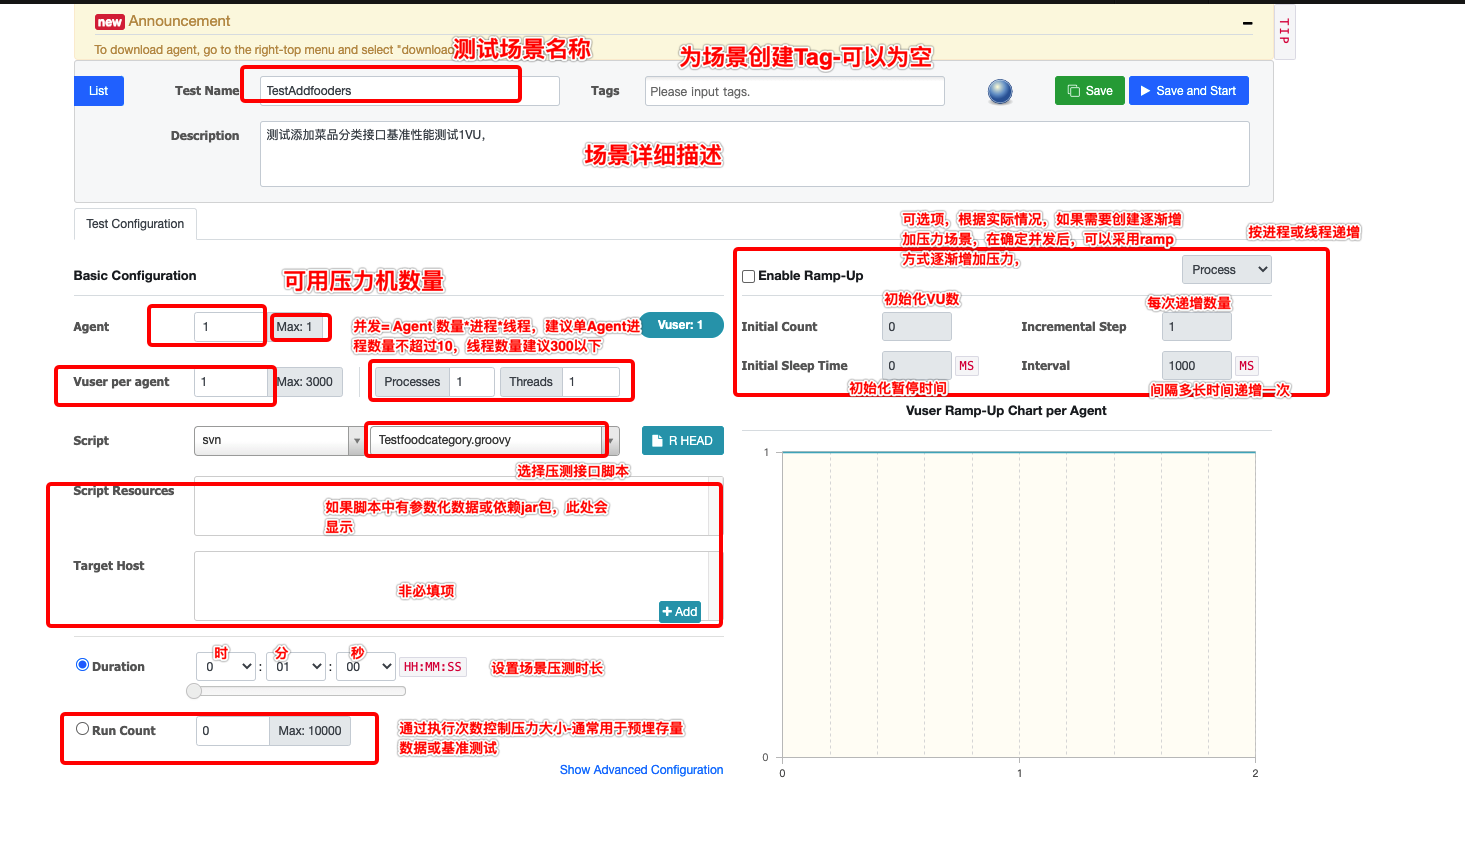 new Announcement
To download agent, go to the right-top menu and select "download
测试场景名称
为场景创建Tag-可以为空
TIP
List
Test Name
TestAddfooders
Tags
Please input tags.
Save
Save and Start
Description
测试添加菜品分类接口基准性能测试1VU，
场景详细描述
Test Configuration
可选项，根据实际情况，如果需要创建逐渐增
加压力场景，在确定并发后，可以采用ramp
方式逐渐增加压力，
按进程或线程递增
Basic Configuration
可用压力机数量
Enable Ramp-Up
Process
Agent
1
Max: 1
并发= Agent 数量*进程*线程，建议单Agent进
程数量不超过10，线程数量建议300以下
Vuser: 1
初始化VU数
每次递增数量
Initial Count
0
Incremental Step
1
Vuser per agent
1
Max: 3000
Processes
1
Threads
1
Initial Sleep Time
0
MS
Interval
1000
MS
初始化暂停时间
间隔多长时间递增一次
Vuser Ramp-Up Chart per Agent
Script
svn
Testfoodcategory.groovy
R HEAD
选择压测接口脚本
Script Resources
如果脚本中有参数化数据或依赖jar包，此处会
显示
Target Host
非必填项
+ Add
时
分
秒
Duration
0
:
01
:
00
HH:MM:SS
设置场景压测时长
Run Count
0
Max: 10000
通过执行次数控制压力大小-通常用于预埋存量
数据或基准测试
Show Advanced Configuration
1
0
0
1
2